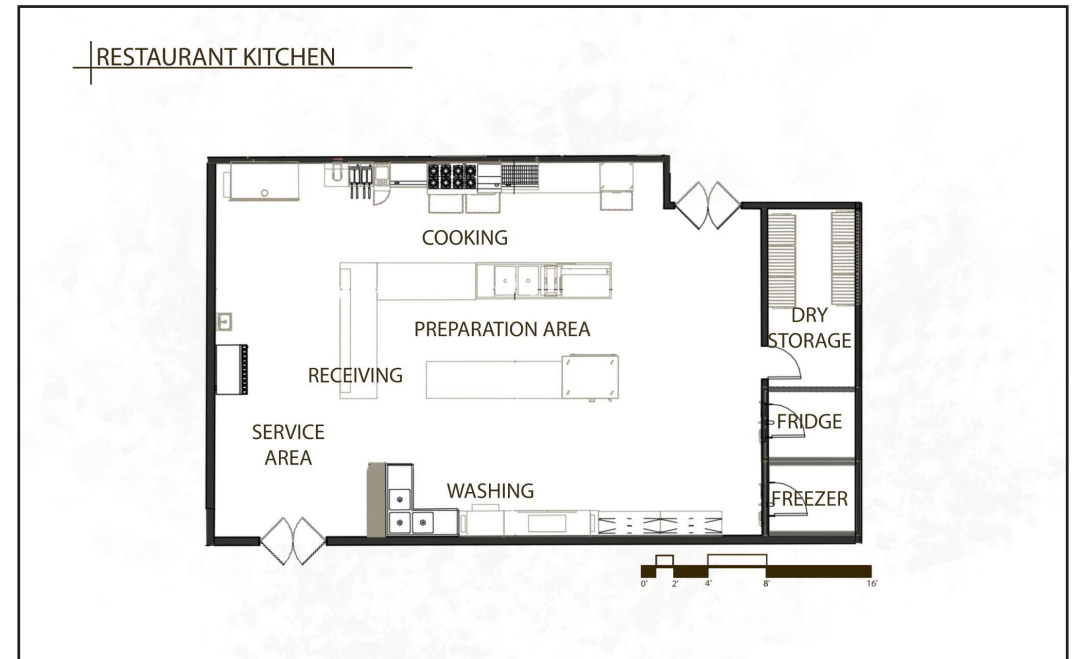 RESTAURANT KITCHEN
COOKING
PREPARATION AREA
RECEIVING
SERVICE
AREA
WASHING
DRY
STORAGE
FRIDGE
FREEZER
0' 2' 4' 8' 16'